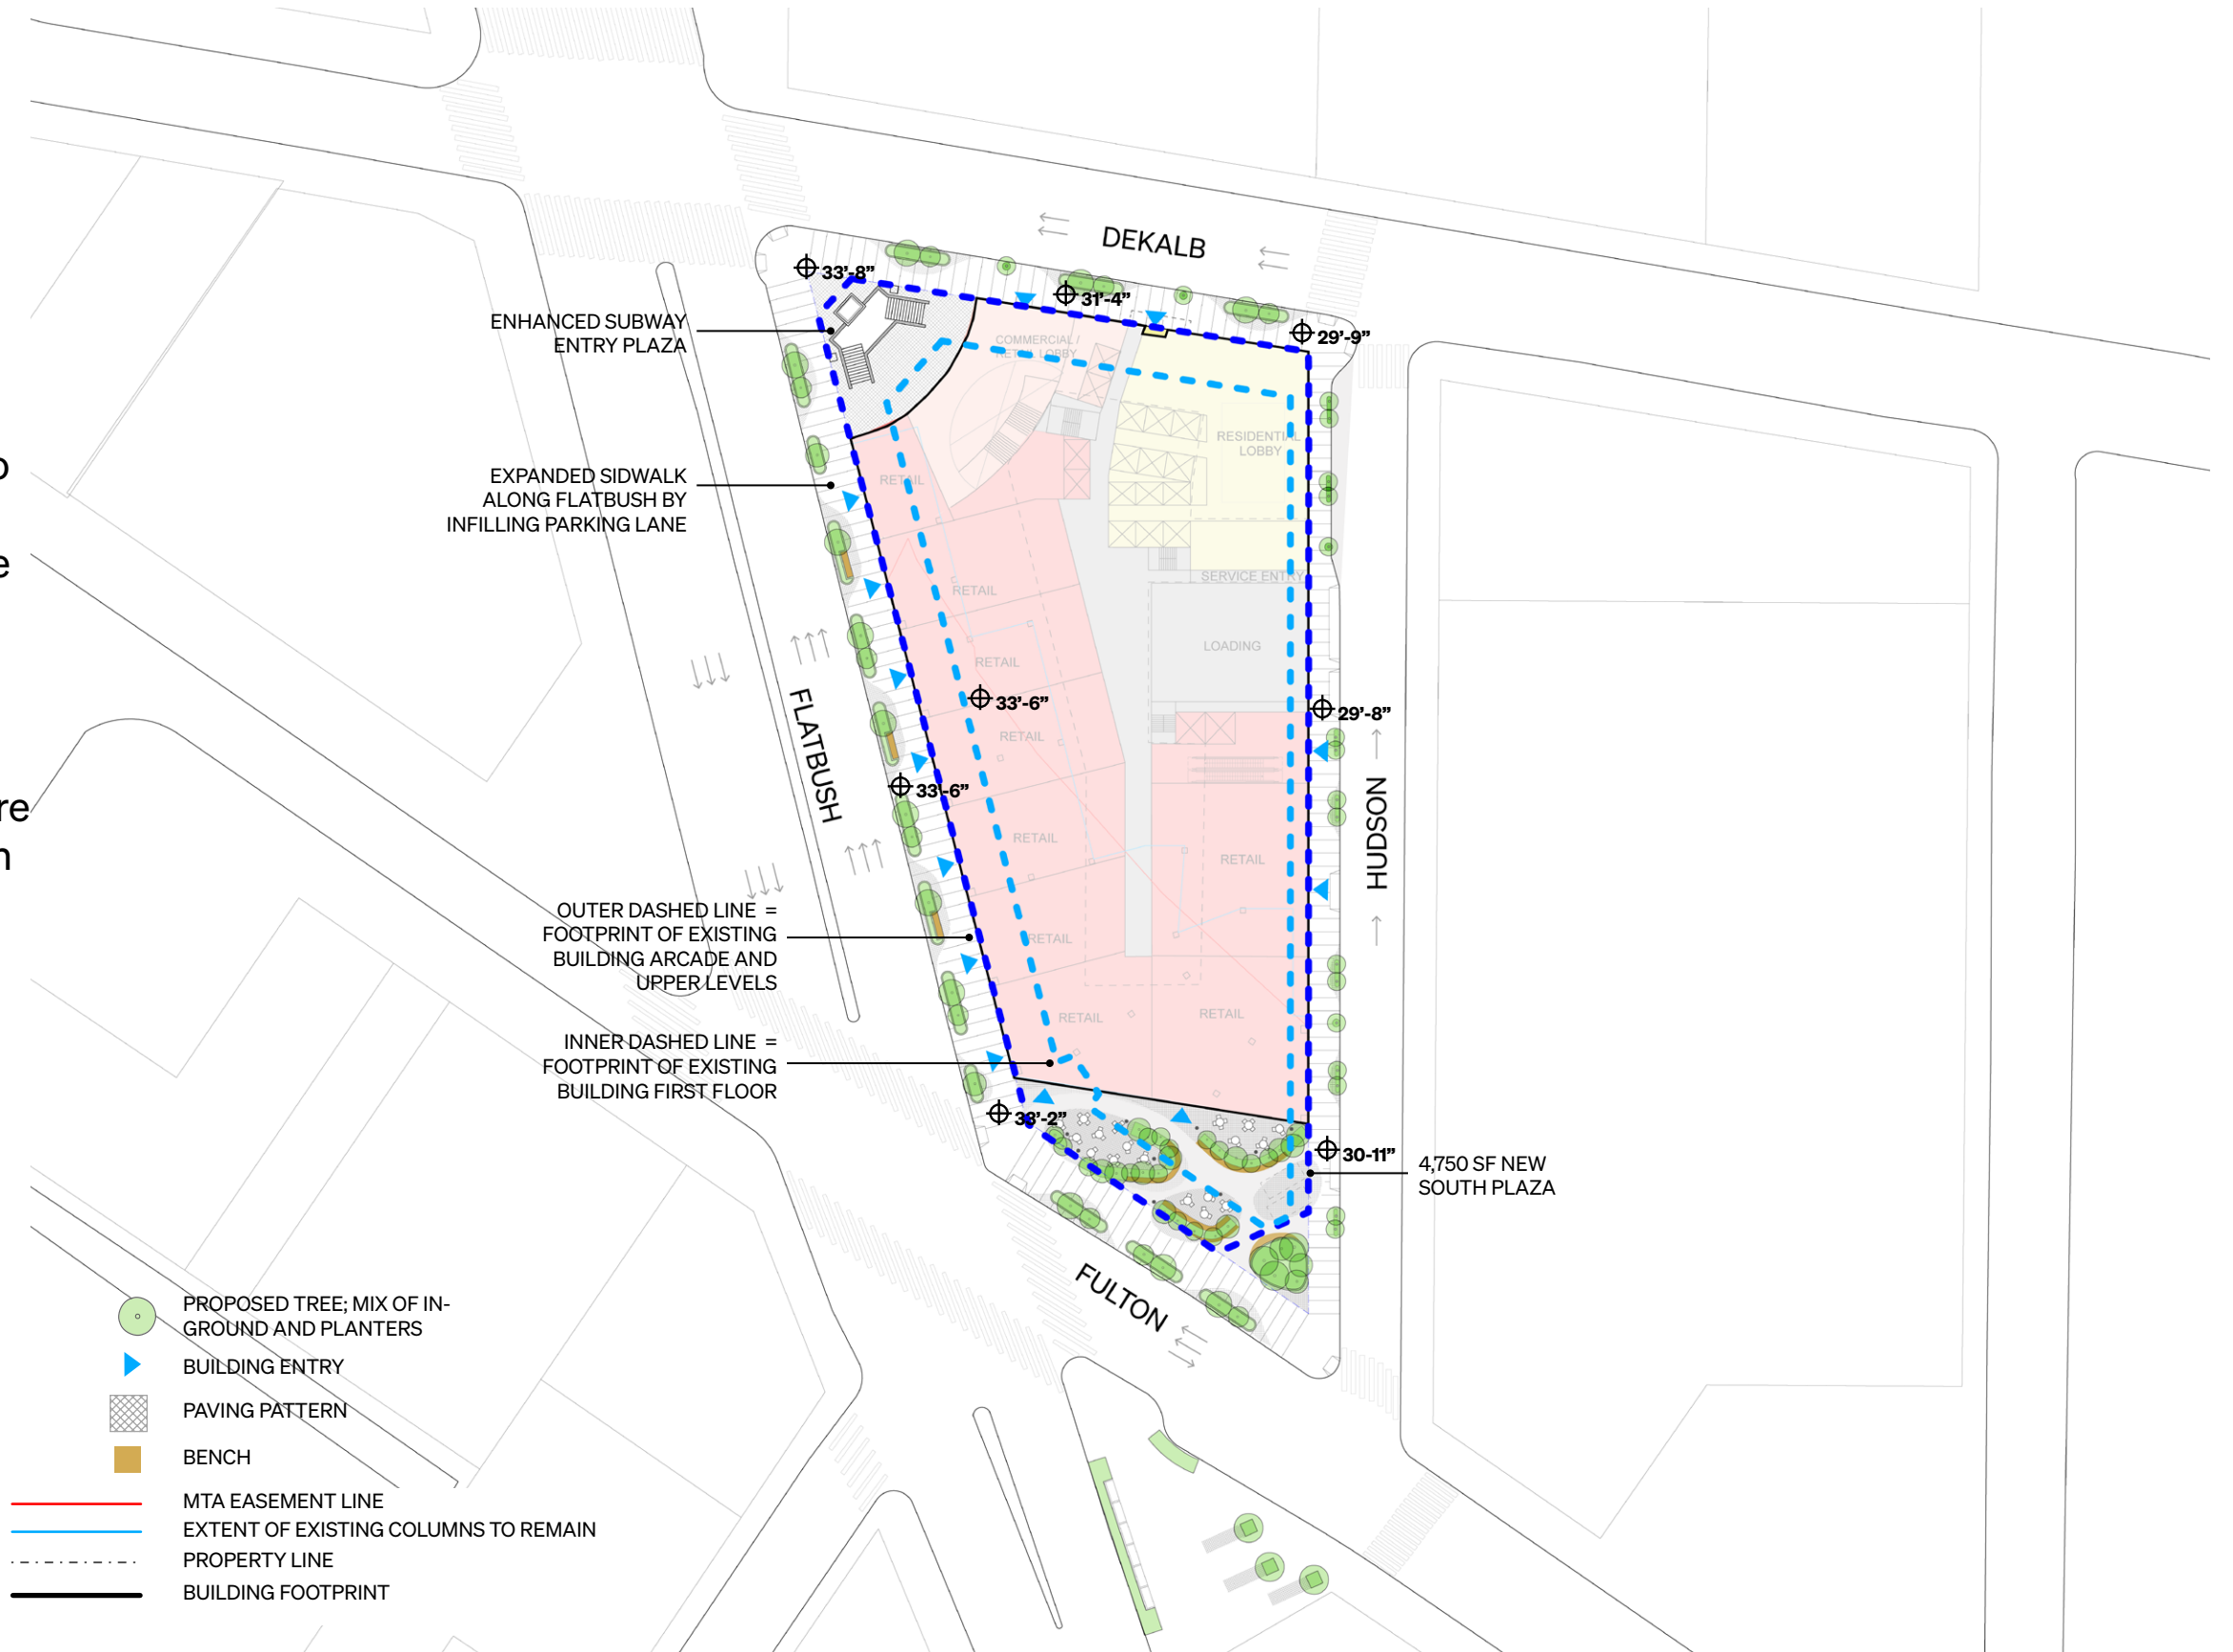 DEKALB
33'-8"
31'-4"
29'-9"
ENHANCED SUBWAY
ENTRY PLAZA
COMMERCIAL /
RETAIL LOBBY
RESIDENTIAL
LOBBY
EXPANDED SIDWALK
ALONG FLATBUSH BY
INFILLING PARKING LANE
RETAIL
RETAIL
SERVICE ENTRY
LOADING
RETAIL
33'-6"
29'-8"
RETAIL
FLATBUSH
33'-6"
HUDSON
RETAIL
RETAIL
OUTER DASHED LINE =
FOOTPRINT OF EXISTING
BUILDING ARCADE AND
UPPER LEVELS
RETAIL
RETAIL
RETAIL
INNER DASHED LINE =
FOOTPRINT OF EXISTING
BUILDING FIRST FLOOR
33'-2"
30-11"
4,750 SF NEW
SOUTH PLAZA
FULTON
PROPOSED TREE; MIX OF IN-
GROUND AND PLANTERS
BUILDING ENTRY
PAVING PATTERN
BENCH
MTA EASEMENT LINE
EXTENT OF EXISTING COLUMNS TO REMAIN
PROPERTY LINE
BUILDING FOOTPRINT